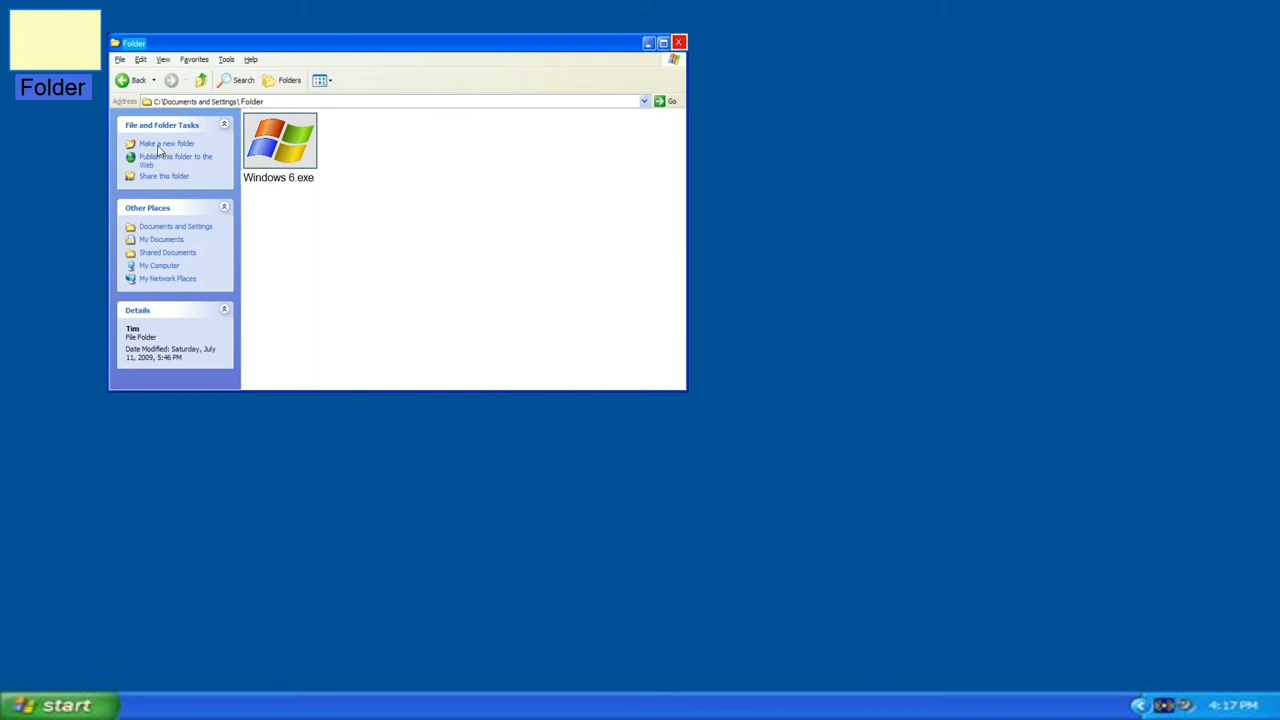 Folder
Folder
File Edit View Favorites Tools Help
Back Search Folders
Address C:\Documents and Settings\ Folder Go
File and Folder Tasks
Make a new folder
Publish this folder to the
Web
Share this folder
Windows 6.exe
Other Places
Documents and Settings
My Documents
Shared Documents
My Computer
My Network Places
Details
Tim
File Folder
Date Modified: Saturday, July
11, 2009, 5:46 PM
start 4:17 PM